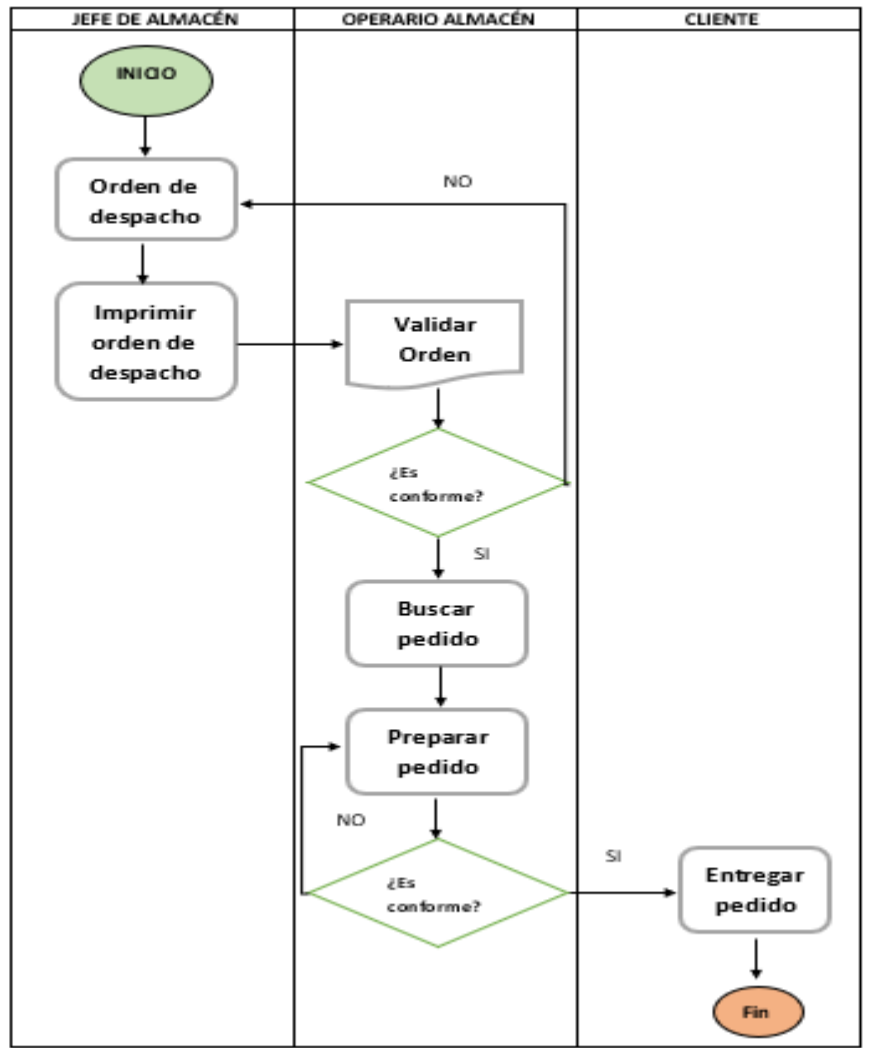 JEFE DE ALMACÉN
OPERARIO ALMACÉN
CLIENTE
INICIO
Orden de
despacho
NO
Imprimir
orden de
despacho
Validar
Orden
¿Es
conforme?
SI
Buscar
pedido
Preparar
pedido
NO
¿Es
conforme?
SI
Entregar
pedido
Fin